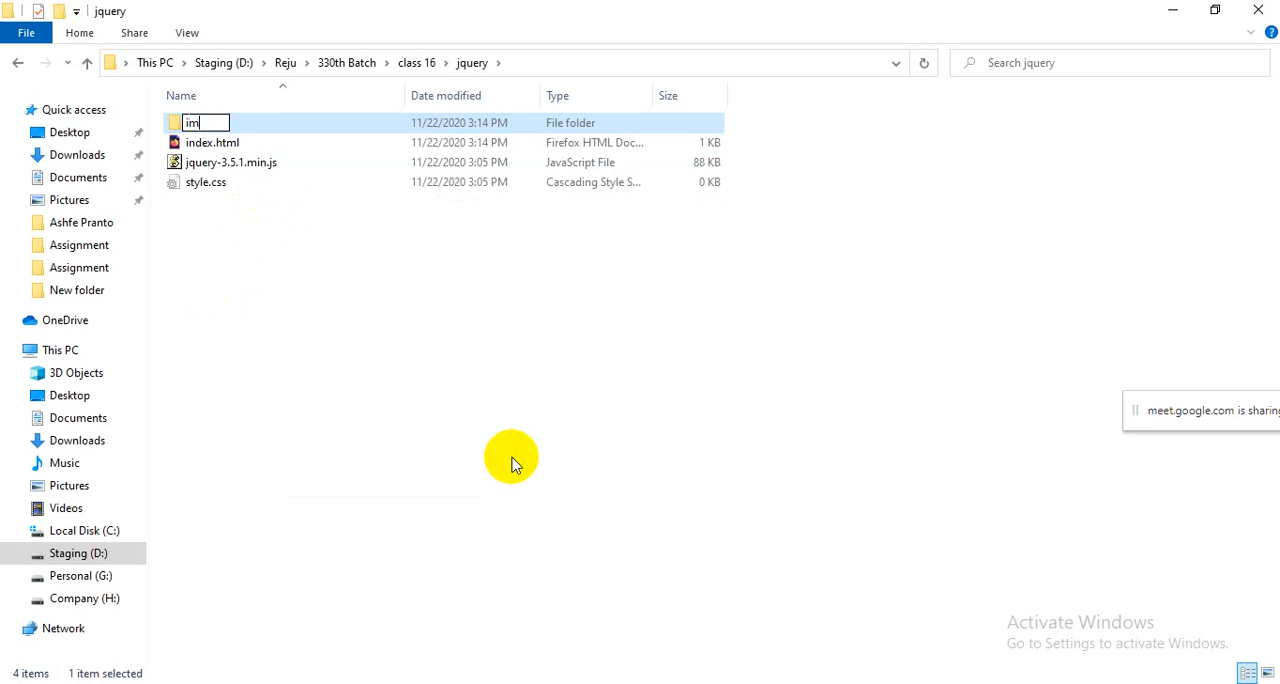 jquery
File Home Share View
This PC Staging (D:) Reju 330th Batch class 16 jquery Search jquery
Name Date modified Type Size
im 11/22/2020 3:14 PM File folder
index.html 11/22/2020 3:14 PM Firefox HTML Doc... 1 KB
jquery-3.5.1.min.js 11/22/2020 3:05 PM JavaScript File 88 KB
style.css 11/22/2020 3:05 PM Cascading Style S... 0 KB
Quick access
Desktop
Downloads
Documents
Pictures
Ashfe Pranto
Assignment
Assignment
New folder
OneDrive
This PC
3D Objects
Desktop
Documents
Downloads
Music
Pictures
Videos
Local Disk (C:)
Staging (D:)
Personal (G:)
Company (H:)
Network
meet.google.com is sharing
Activate Windows
Go to Settings to activate Windows.
4 items 1 item selected